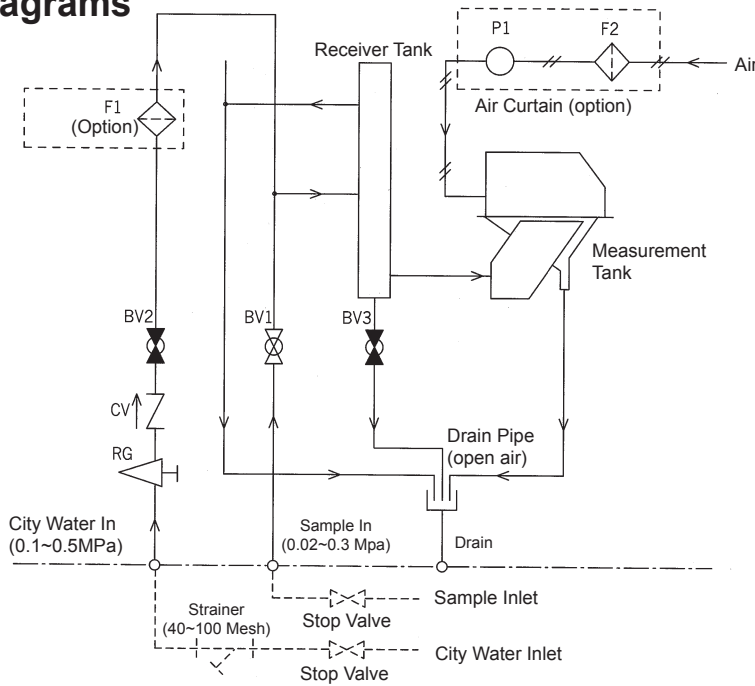 agrams
P1
F2
Air
Air Curtain (option)
Receiver Tank
F1
(Option)
Measurement
Tank
BV2
BV1
BV3
CV
RG
Drain Pipe
(open air)
City Water In
(0.1~0.5MPa)
Sample In
(0.02~0.3 Mpa)
Drain
Sample Inlet
Stop Valve
Strainer
(40~100 Mesh)
City Water Inlet
Stop Valve